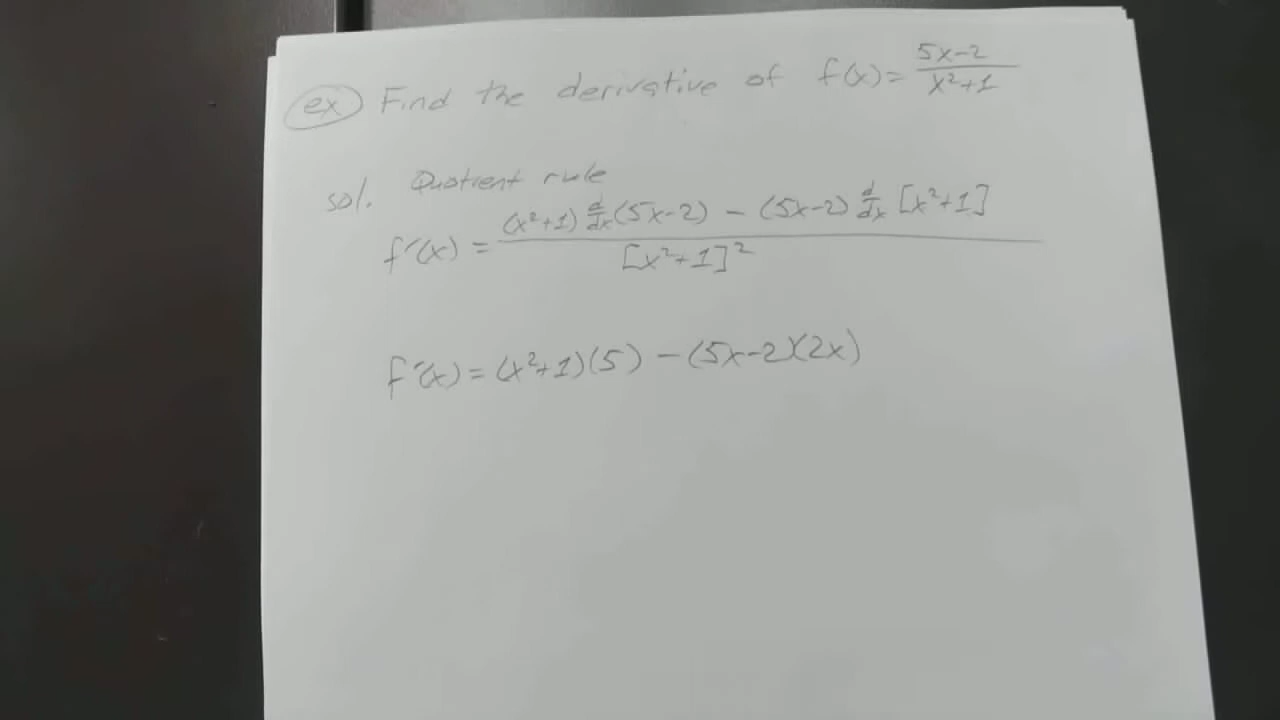 ex Find the derivative of f(x)= (5x-2)/(x²+1)
sol. Quotient rule
f'(x) = ((x²+1) d/dx (5x-2) - (5x-2) d/dx [x²+1])/([x²+1]²)
f'(x) = (x²+1)(5) - (5x-2)(2x)